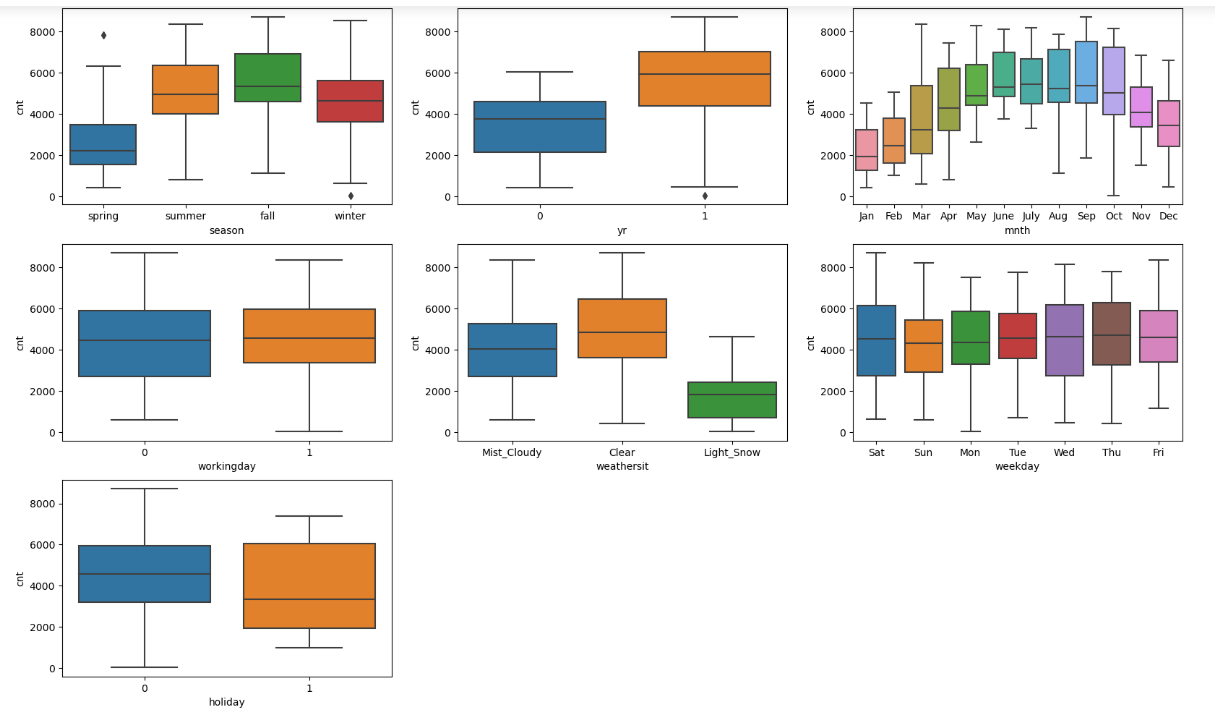 8000
6000
4000
2000
0
cnt
spring summer fall winter
season
8000
6000
4000
2000
0
cnt
0 1
yr
8000
6000
4000
2000
0
cnt
Jan Feb Mar Apr May June July Aug Sep Oct Nov Dec
mnth
8000
6000
4000
2000
0
cnt
0 1
workingday
8000
6000
4000
2000
0
cnt
Mist_Cloudy Clear Light_Snow
weathersit
8000
6000
4000
2000
0
cnt
Sat Sun Mon Tue Wed Thu Fri
weekday
8000
6000
4000
2000
0
cnt
0 1
holiday